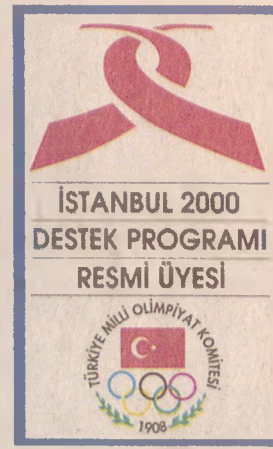 İSTANBUL 2000
DESTEK PROGRAMI
RESMİ ÜYESİ
TÜRKİYE MİLLİ OLİMPİYAT KOMİTESİ
1908